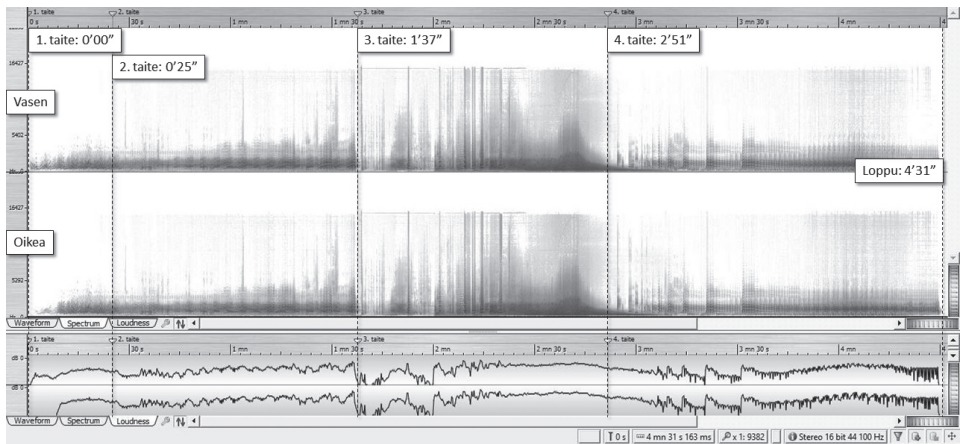 1. taite 2. taite 3. taite 4. taite
0 s 30 s 1 mn 1 mn 30 s 2 mn 2 mn 30 s 3 mn 3 mn 30 s 4 mn 4
1. taite: 0’00”
3. taite: 1’37”
4. taite: 2’51”
2. taite: 0’25”
16427
Vasen
5462
Loppu: 4’31”
16427
Oikea
Waveform Spectrum Loudness
1. taite 2. taite 3. taite 4. taite
0 s 30 s 1 mn 1 mn 30 s 2 mn 2 mn 30 s 3 mn 3 mn 30 s 4 mn 4
dB 0
dB 0
Waveform Spectrum Loudness
0 s 4 mn 31 s 163 ms x 1: 9382 Stereo 16 bit 44 100 Hz